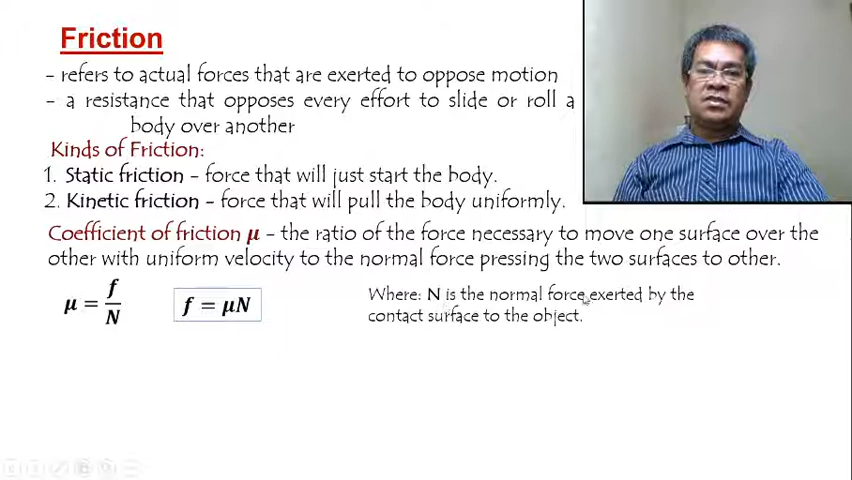 Friction
- refers to actual forces that are exerted to oppose motion
- a resistance that opposes every effort to slide or roll a
body over another
Kinds of Friction:
1. Static friction - force that will just start the body.
2. Kinetic friction - force that will pull the body uniformly.
Coefficient of friction μ - the ratio of the force necessary to move one surface over the
other with uniform velocity to the normal force pressing the two surfaces to other.
μ = f/N
f = μN
Where: N is the normal force exerted by the
contact surface to the object.